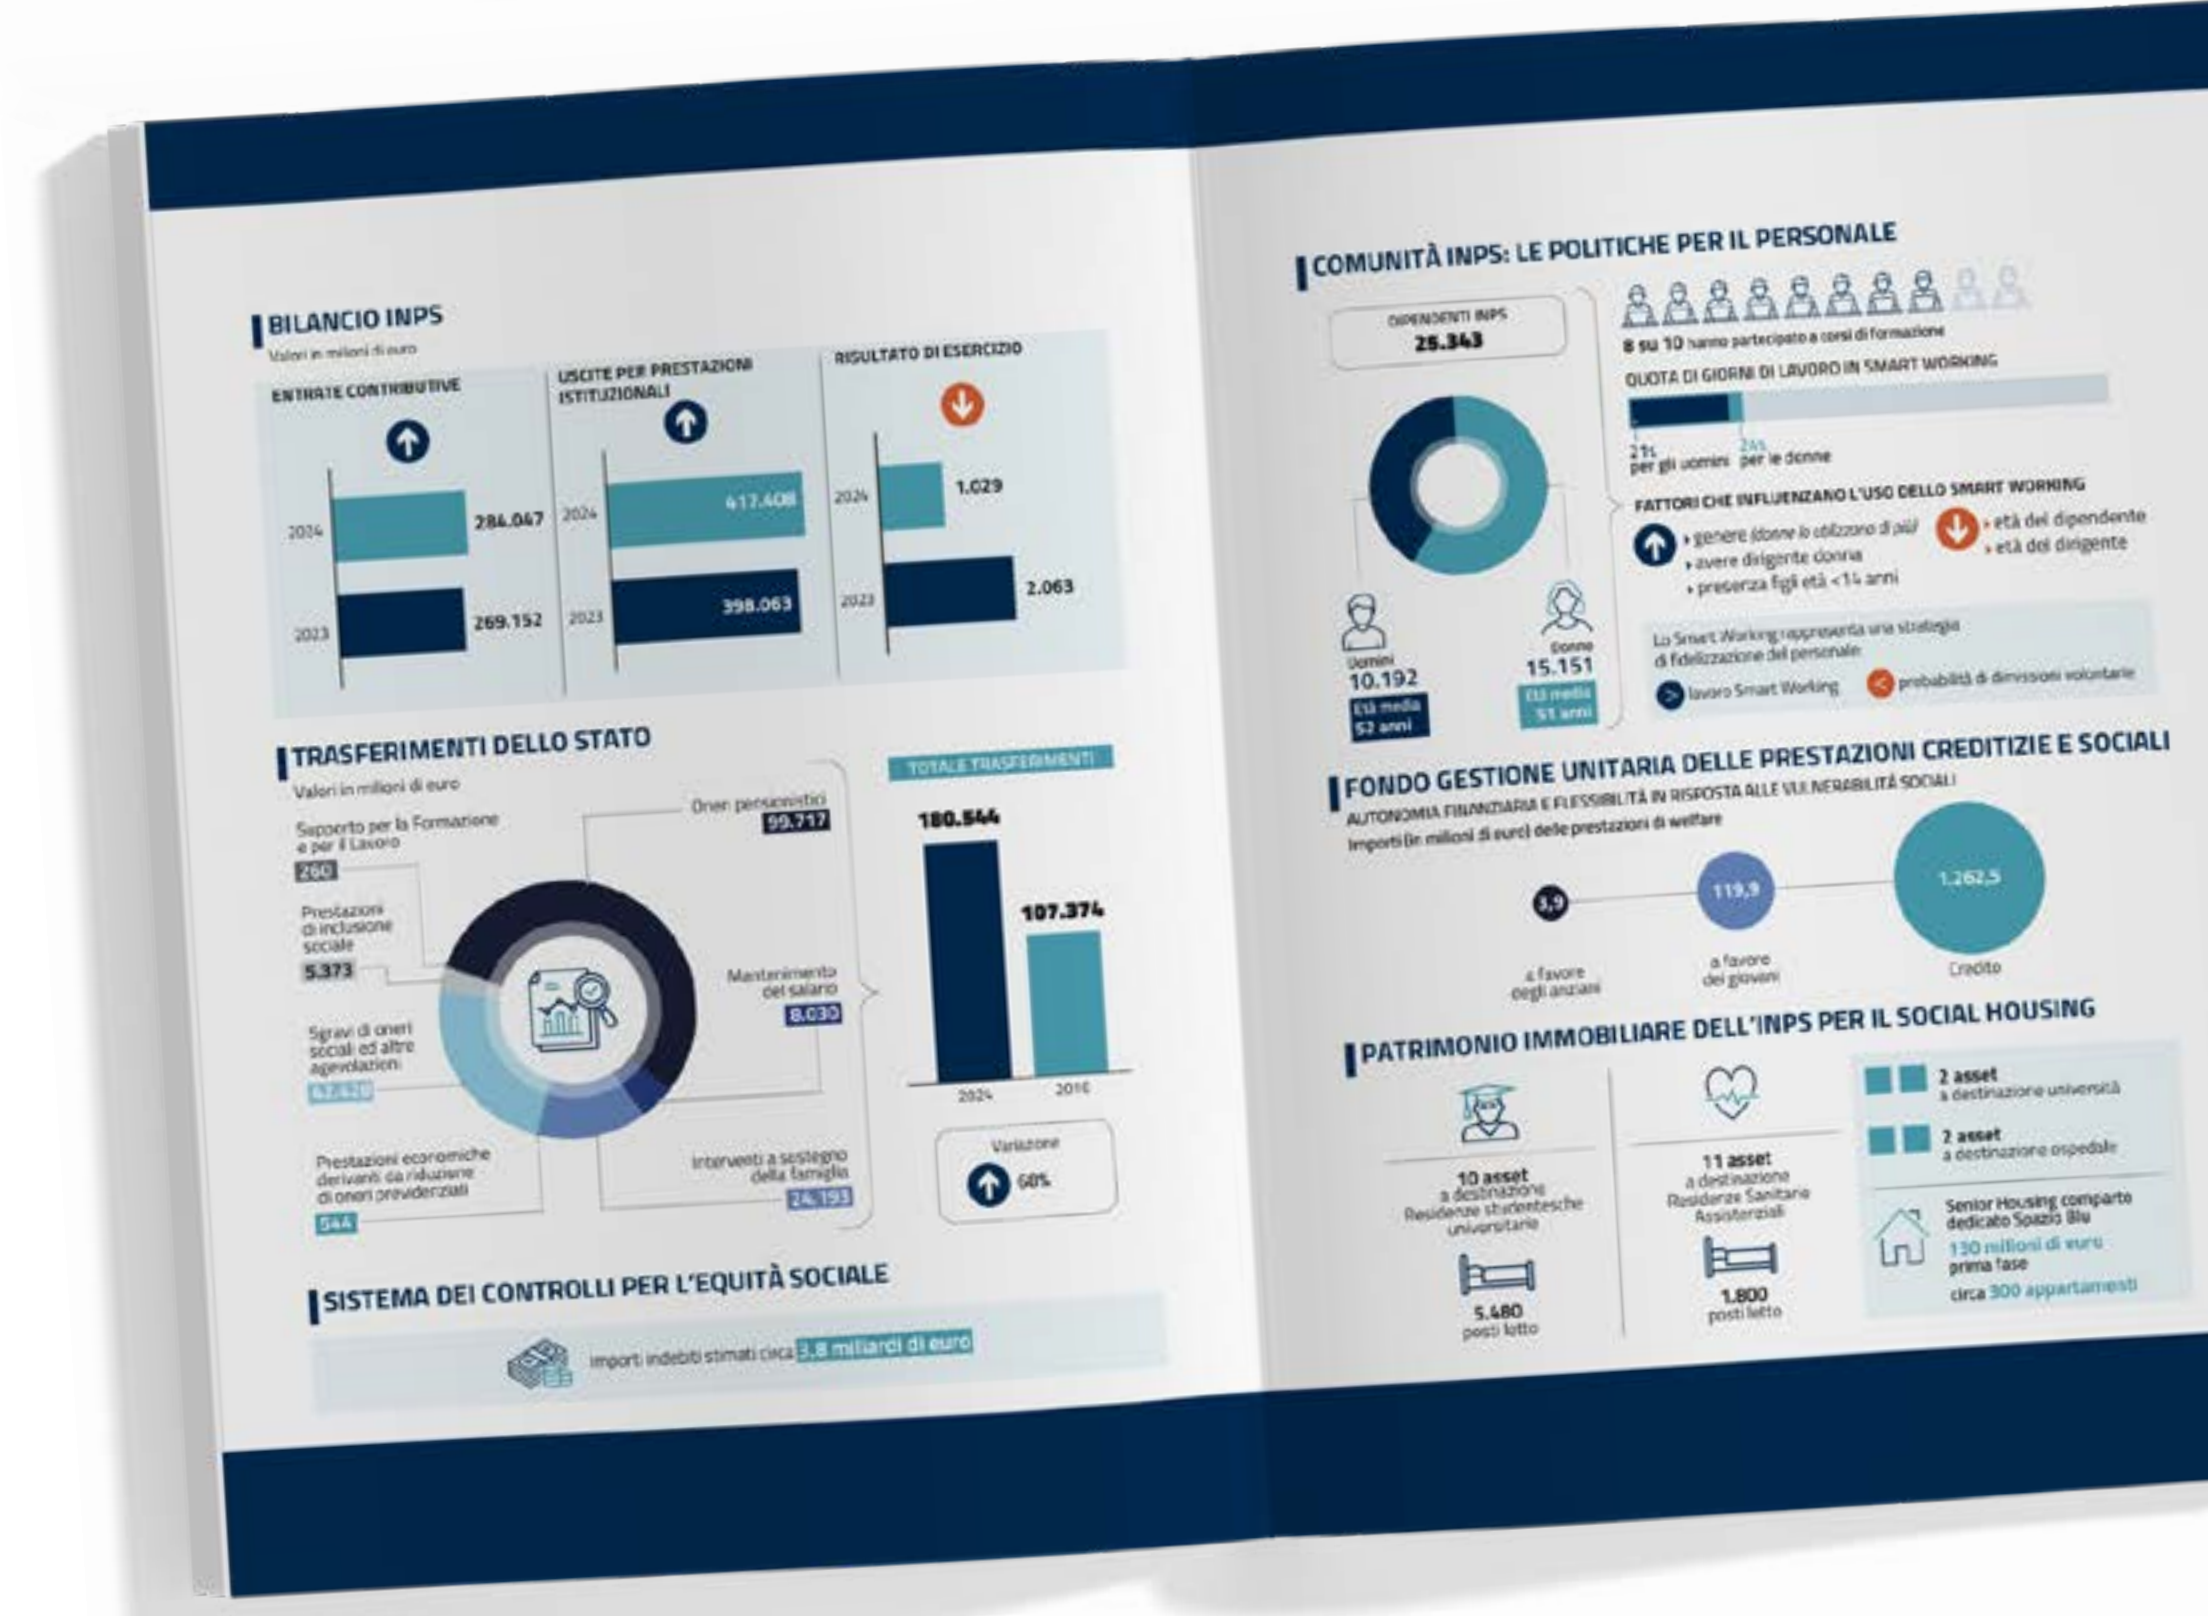 BILANCIO INPS
Valori in milioni di euro
ENTRATE CONTRIBUTIVE
2024
284.047
2023
269.152
USCITE PER PRESTAZIONI
ISTITUZIONALI
2024
417.408
2023
398.063
RISULTATO DI ESERCIZIO
2024
1.029
2023
2.063
TRASFERIMENTI DELLO STATO
Valori in milioni di euro
Supporto per la Formazione
e per il Lavoro
260
Prestazioni
di inclusione
sociale
5.373
Sgravi di oneri
sociali ed altre
agevolazioni
Prestazioni economiche
derivanti da riduzione
di oneri previdenziali
544
Oneri pensionistici
99.717
Mantenimento
del salario
8.030
Interventi a sostegno
della famiglia
24.193
TOTALE TRASFERIMENTI
180.544
107.374
2024
2016
Variazione
68%
SISTEMA DEI CONTROLLI PER L'EQUITÀ SOCIALE
importi indebiti stimati circa 3,8 miliardi di euro
COMUNITÀ INPS: LE POLITICHE PER IL PERSONALE
DIPENDENTI INPS
25.343
Uomini
10.192
Età media
52 anni
Donne
15.151
Età media
51 anni
8 su 10 hanno partecipato a corsi di formazione
QUOTA DI GIORNI DI LAVORO IN SMART WORKING
21% 24%
per gli uomini per le donne
FATTORI CHE INFLUENZANO L'USO DELLO SMART WORKING
genere (donne lo utilizzano di più)
avere dirigente donna
presenza figli età <14 anni
età del dipendente
età del dirigente
Lo Smart Working rappresenta una strategia
di fidelizzazione del personale:
> lavoro Smart Working < probabilità di dimissioni volontarie
FONDO GESTIONE UNITARIA DELLE PRESTAZIONI CREDITIZIE E SOCIALI
AUTONOMIA FINANZIARIA E FLESSIBILITÀ IN RISPOSTA ALLE VULNERABILITÀ SOCIALI
Importi (in milioni di euro) delle prestazioni di welfare
3,9
119,9
1.262,5
a favore
degli anziani
a favore
dei giovani
Credito
PATRIMONIO IMMOBILIARE DELL'INPS PER IL SOCIAL HOUSING
10 asset
a destinazione
Residenze studentesche
universitarie
5.480
posti letto
11 asset
a destinazione
Residenze Sanitarie
Assistenziali
1.800
posti letto
2 asset
a destinazione università
2 asset
a destinazione ospedale
Senior Housing comparto
dedicato Spazio Blu
130 milioni di euro
prima fase
circa 300 appartamenti